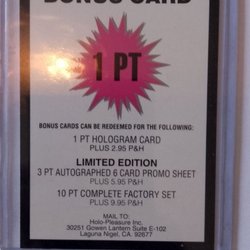 BONUS CARD
1 PT
BONUS CARDS CAN BE REDEEMED FOR THE FOLLOWING:
1 PT HOLOGRAM CARD
PLUS 2.95 P&H
LIMITED EDITION
3 PT AUTOGRAPHED 6 CARD PROMO SHEET
PLUS 5.95 P&H
10 PT COMPLETE FACTORY SET
PLUS 9.95 P&H
MAIL TO:
Holo-Pleasure Inc.
30251 Gowen Lantern Suite E-102
Laguna Nigel, CA. 92677